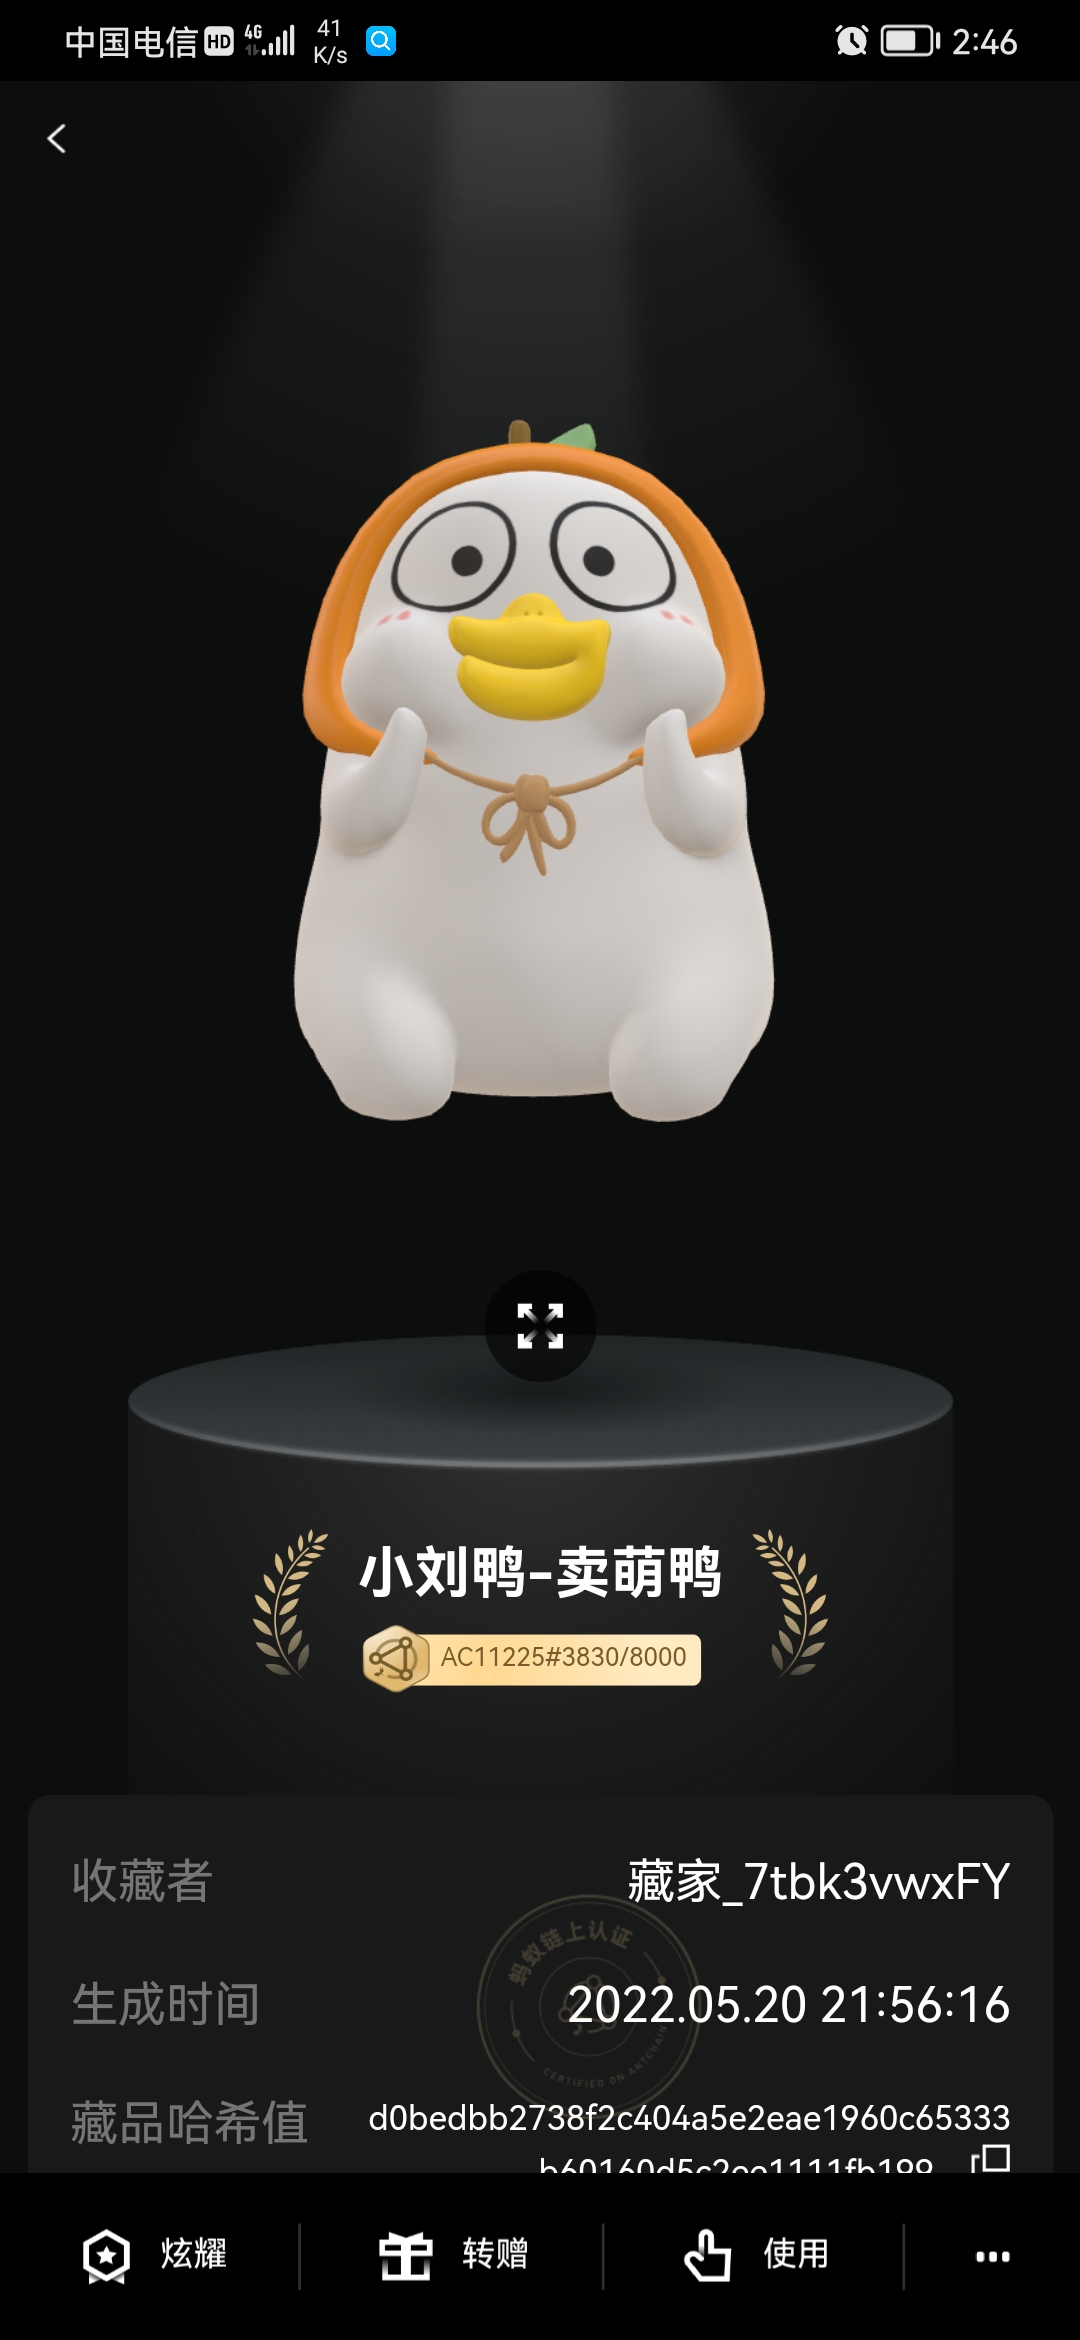 中国电信 HD 4G 41 K/s 2:46
小刘鸭-卖萌鸭
AC11225#3830/8000
收藏者 藏家_7tbk3vwxFY
蚂蚁链上认证
生成时间 2022.05.20 21:56:16
CERTIFIED ON ANTCHAIN
藏品哈希值 d0bedbb2738f2c404a5e2eae1960c65333
炫耀 转赠 使用